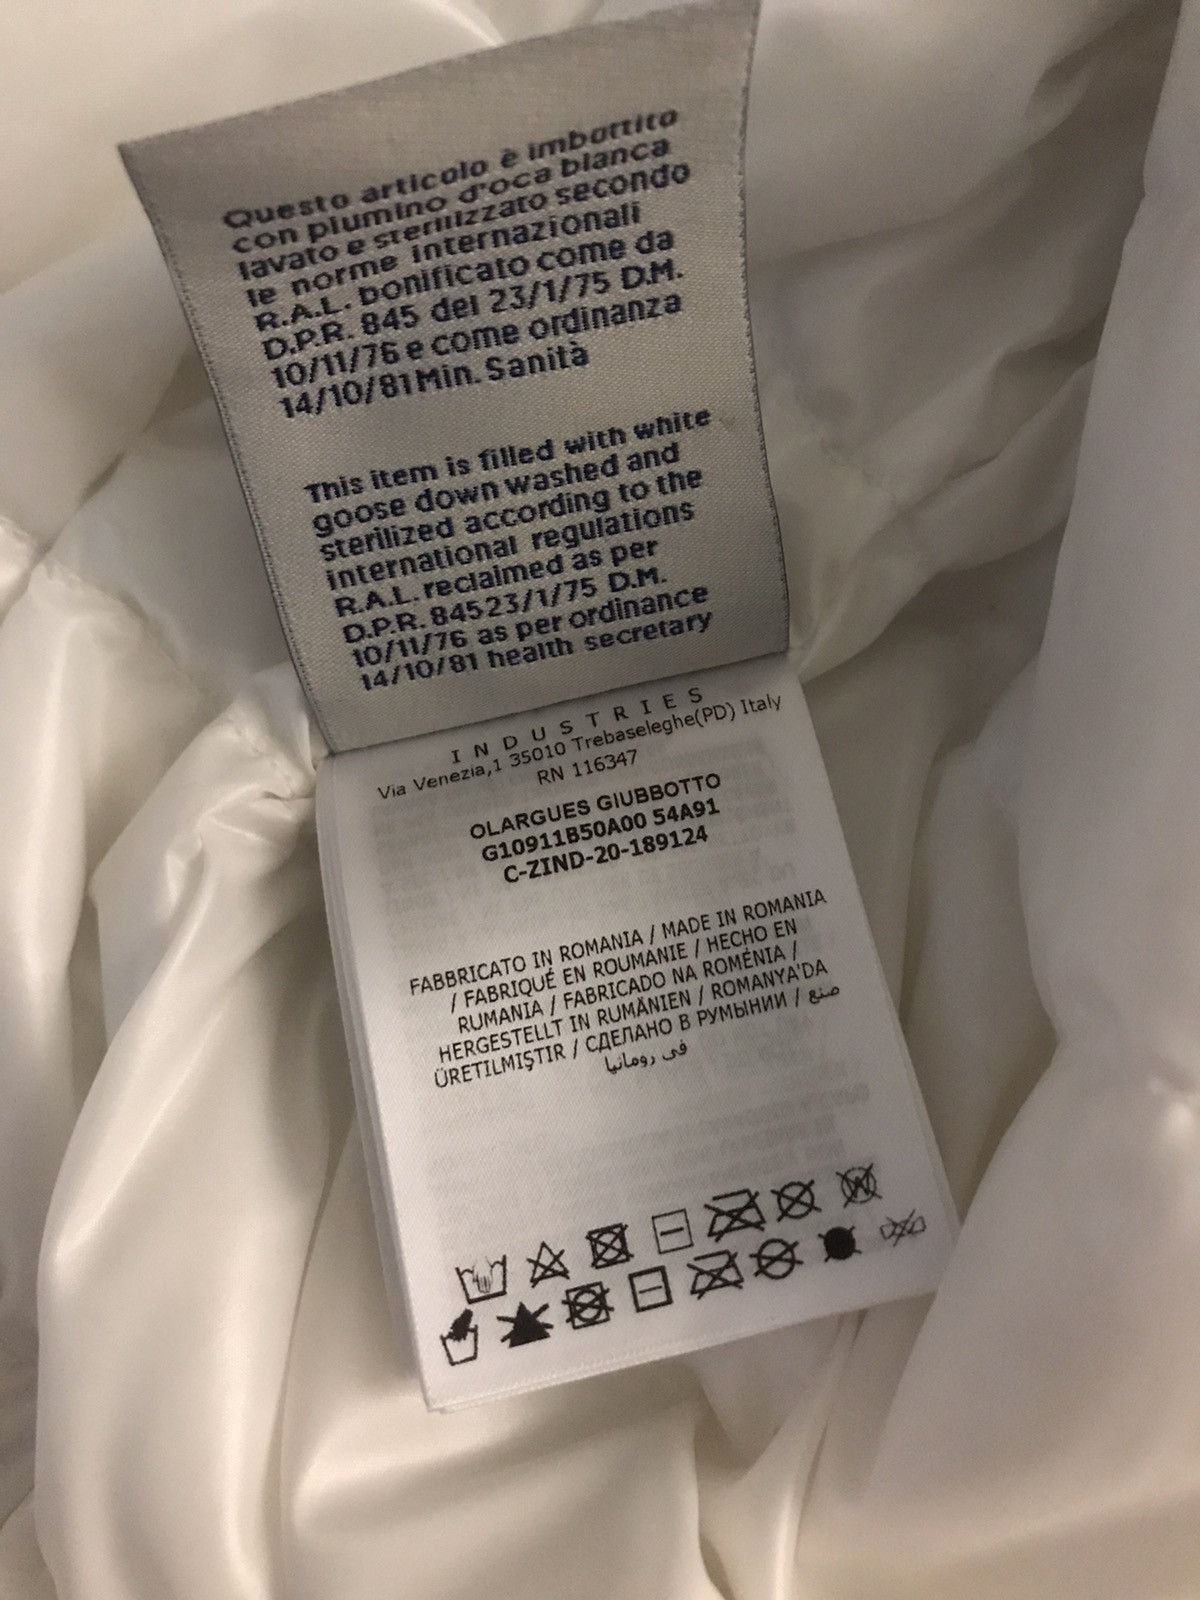 Questo articolo è imbottito
con piumino d'oca bianca
lavato e sterilizzato secondo
le norme internazionali
R.A.L. bonificato come da
D.P.R. 845 del 23/1/75 D.M.
10/11/76 e come ordinanza
14/10/81 Min. Sanità
This item is filled with white
goose down washed and
sterilized according to the
international regulations
R.A.L. reclaimed as per
D.P.R. 84523/1/75 D.M.
10/11/76 as per ordinance
14/10/81 health secretary
INDUSTRIES
Via Venezia,1 35010 Trebaseleghe(PD) Italy
RN 116347
OLARGUES GIUBBOTTO
G10911B50A00 54A91
C-ZIND-20-189124
FABBRICATO IN ROMANIA / MADE IN ROMANIA
/ FABRIQUÉ EN ROUMANIE / HECHO EN
RUMANIA / FABRICADO NA ROMÉNIA /
HERGESTELLT IN RUMÄNIEN / ROMANYA'DA
ÜRETILMIŞTIR / СДЕЛАНО В РУМЫНИИ / صنع
في رومانيا
W